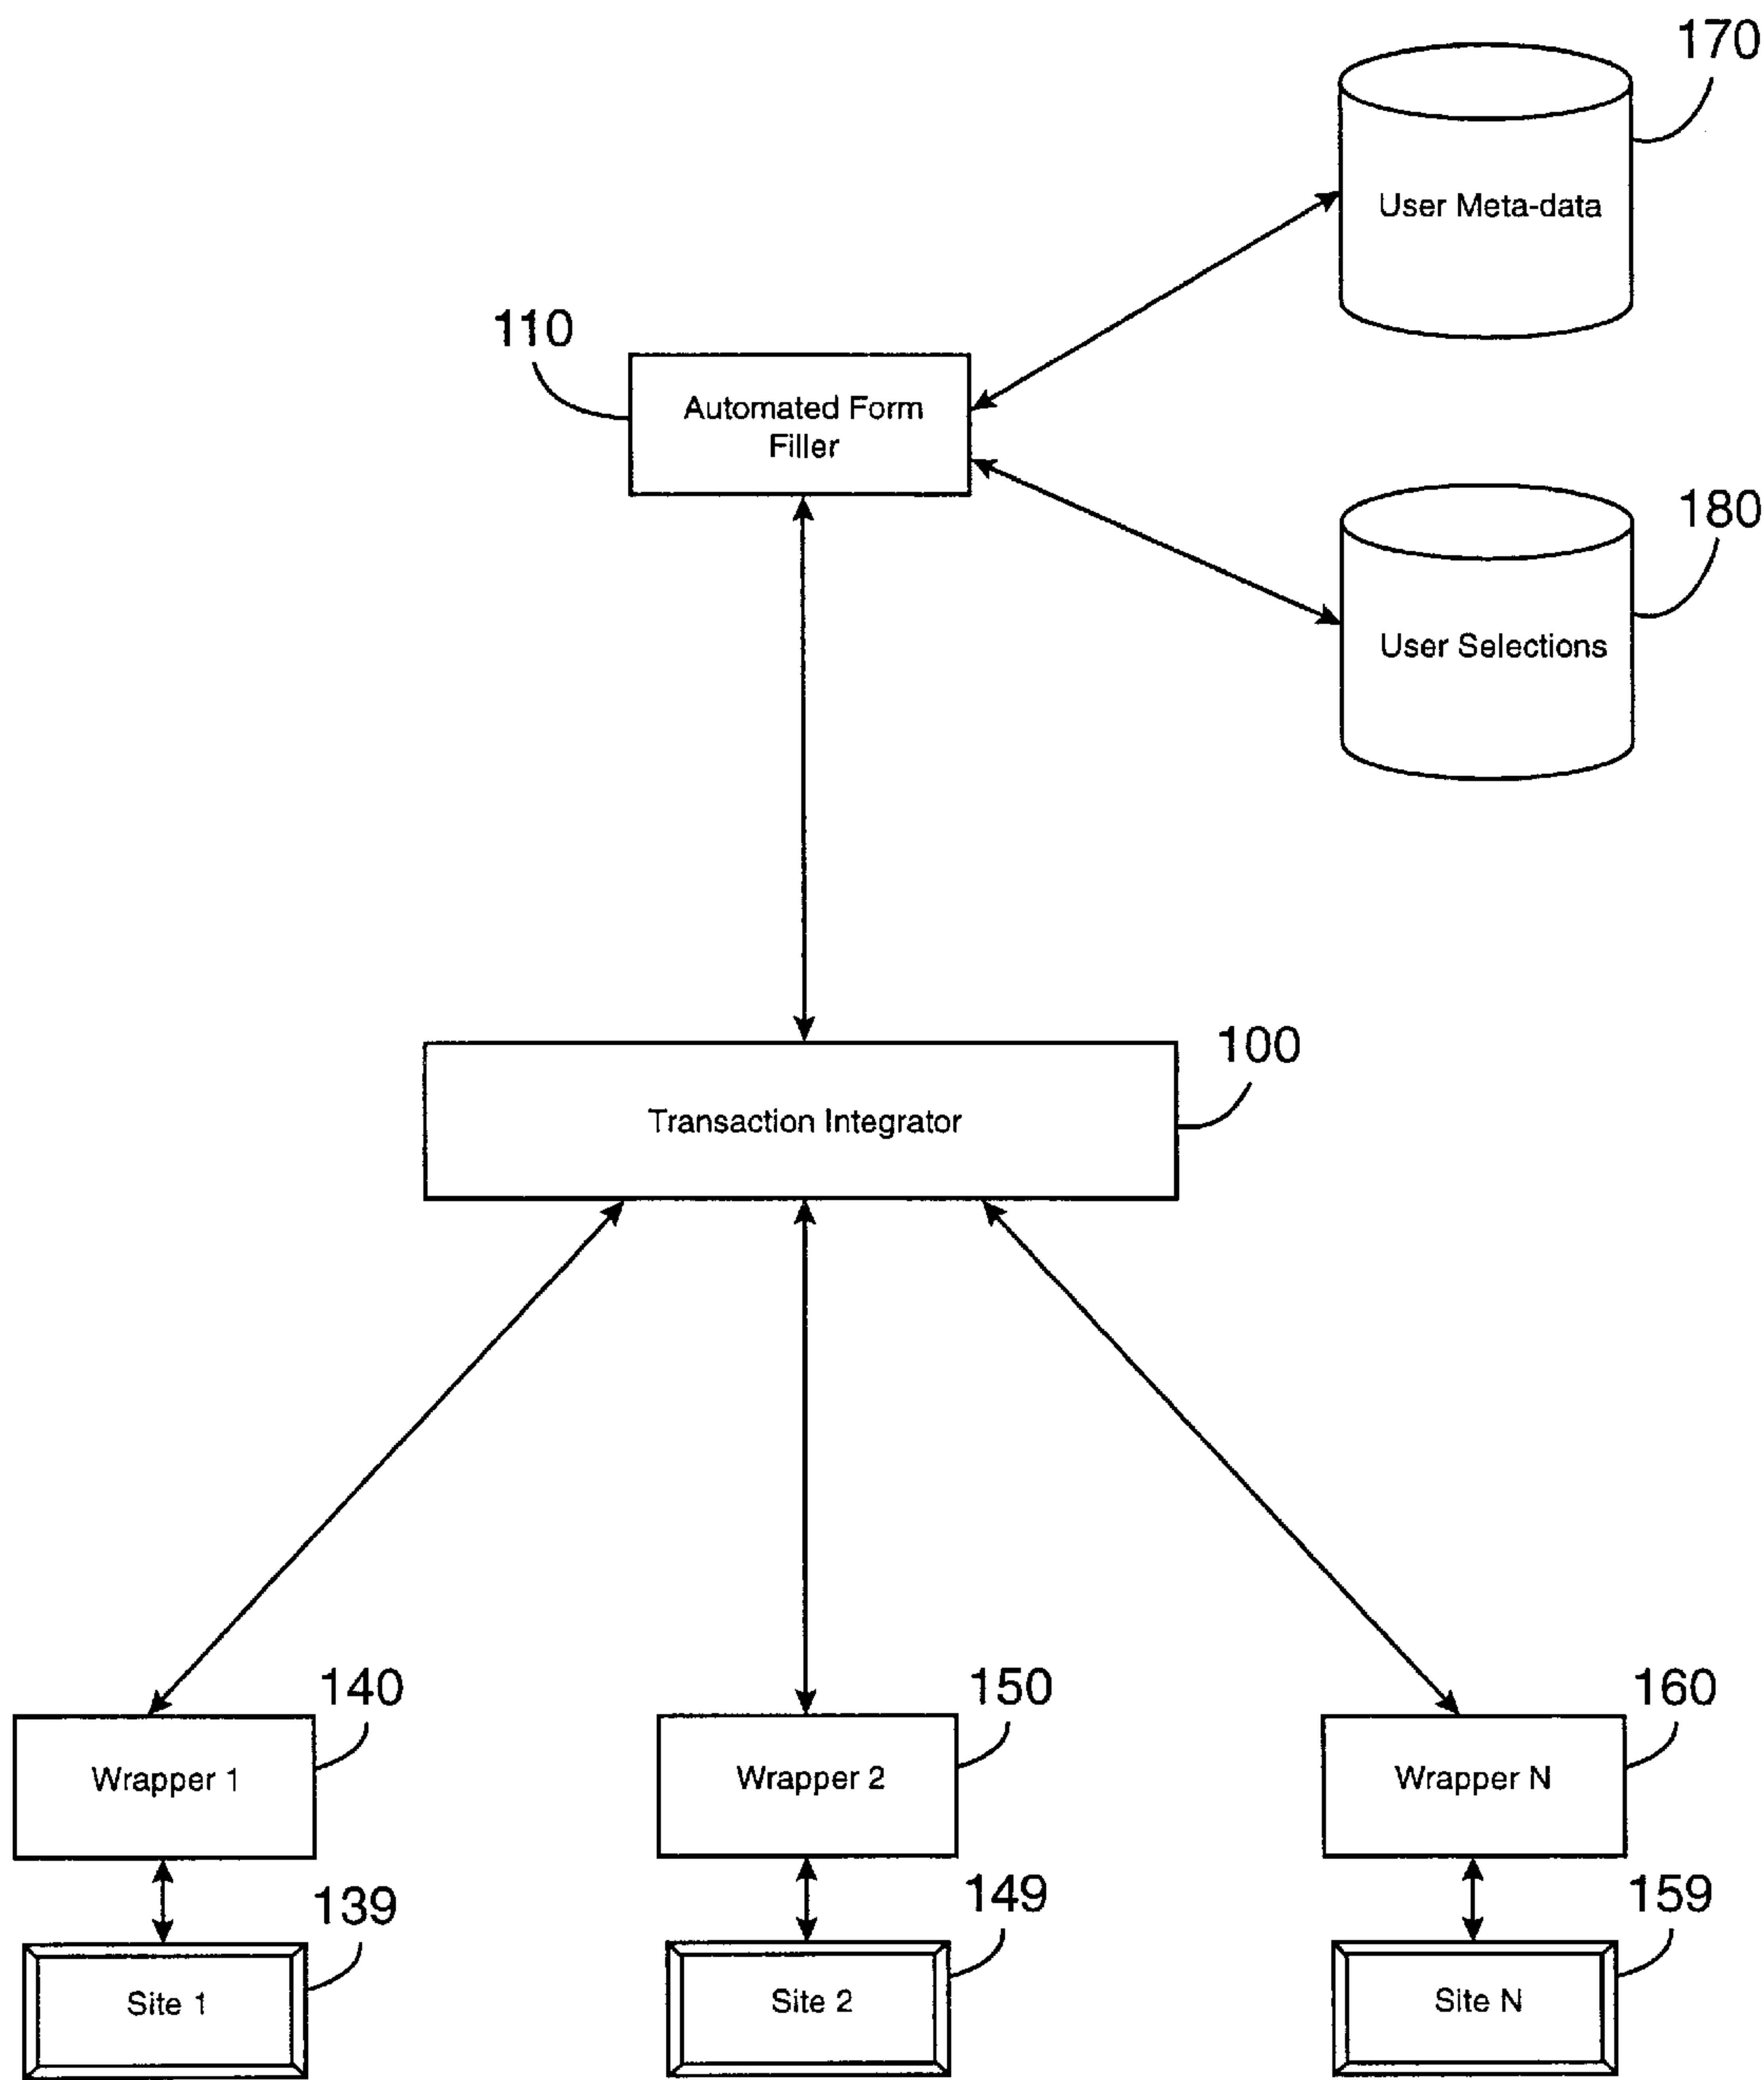 170
User Meta-data
110
Automated Form
Filler
180
User Selections
100
Transaction Integrator
140
150
160
Wrapper 1
Wrapper 2
Wrapper N
139
149
159
Site 1
Site 2
Site N